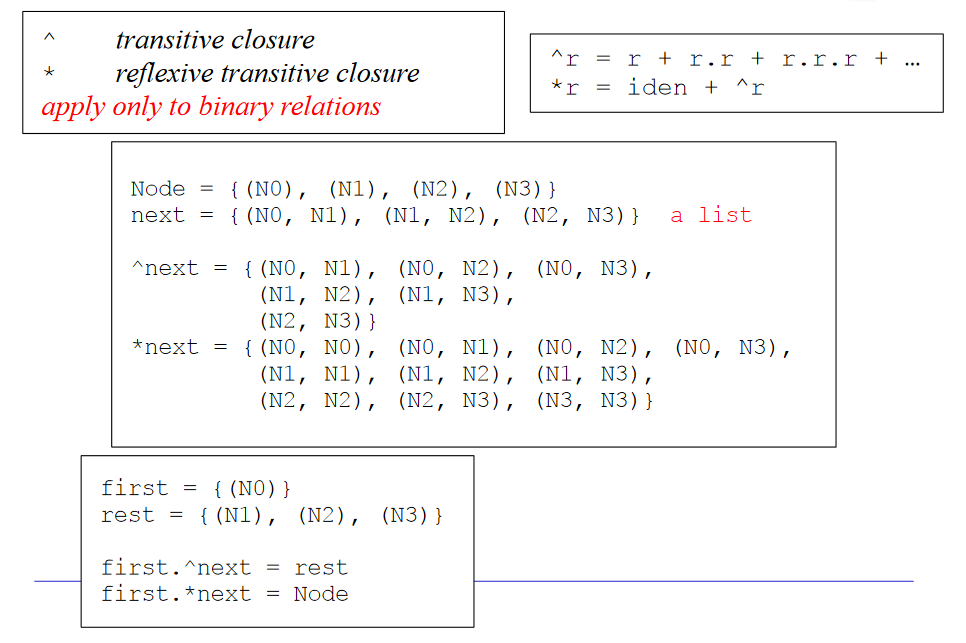 ^ transitive closure
* reflexive transitive closure
apply only to binary relations
^r = r + r.r + r.r.r + …
*r = iden + ^r
Node = {(N0), (N1), (N2), (N3)}
next = {(N0, N1), (N1, N2), (N2, N3)} a list
^next = {(N0, N1), (N0, N2), (N0, N3),
(N1, N2), (N1, N3),
(N2, N3)}
*next = {(N0, N0), (N0, N1), (N0, N2), (N0, N3),
(N1, N1), (N1, N2), (N1, N3),
(N2, N2), (N2, N3), (N3, N3)}
first = {(N0)}
rest = {(N1), (N2), (N3)}
first.^next = rest
first.*next = Node